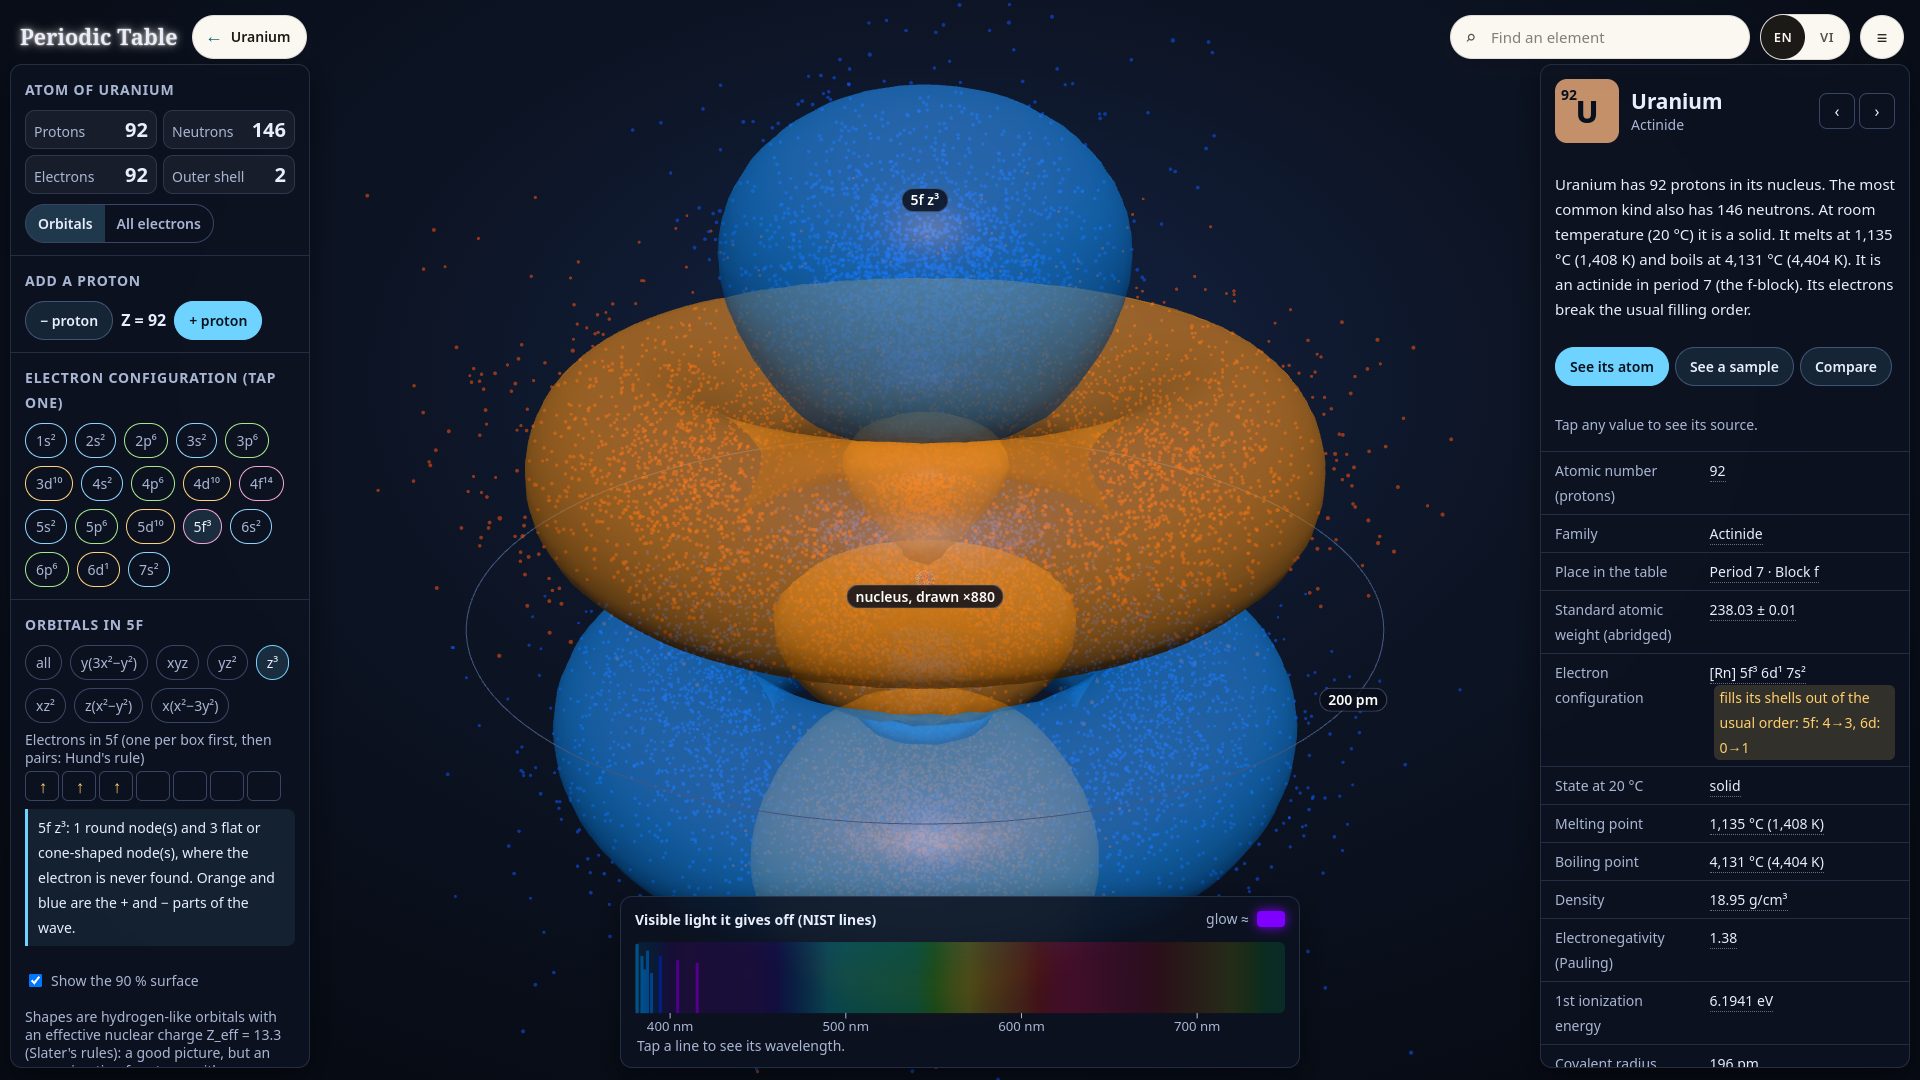 Periodic Table
← Uranium
Find an element
EN VI
ATOM OF URANIUM
Protons 92
Neutrons 146
Electrons 92
Outer shell 2
Orbitals All electrons
ADD A PROTON
− proton Z = 92 + proton
ELECTRON CONFIGURATION (TAP
ONE)
1s² 2s² 2p⁶ 3s² 3p⁶
3d¹⁰ 4s² 4p⁶ 4d¹⁰ 4f¹⁴
5s² 5p⁶ 5d¹⁰ 5f³ 6s²
6p⁶ 6d¹ 7s²
ORBITALS IN 5F
all y(3x²−y²) xyz yz² z³
xz² z(x²−y²) x(x²−3y²)
Electrons in 5f (one per box first, then
pairs: Hund's rule)
↑ ↑ ↑
5f z³: 1 round node(s) and 3 flat or
cone-shaped node(s), where the
electron is never found. Orange and
blue are the + and − parts of the
wave.
Show the 90 % surface
Shapes are hydrogen-like orbitals with
an effective nuclear charge Z_eff = 13.3
(Slater's rules): a good picture, but an
5f z³
nucleus, drawn ×880
200 pm
Visible light it gives off (NIST lines)
glow ≈
400 nm 500 nm 600 nm 700 nm
Tap a line to see its wavelength.
92
U
Uranium
Actinide
‹ ›
Uranium has 92 protons in its nucleus. The most
common kind also has 146 neutrons. At room
temperature (20 °C) it is a solid. It melts at 1,135
°C (1,408 K) and boils at 4,131 °C (4,404 K). It is
an actinide in period 7 (the f-block). Its electrons
break the usual filling order.
See its atom See a sample Compare
Tap any value to see its source.
Atomic number
(protons)
92
Family
Actinide
Place in the table
Period 7 · Block f
Standard atomic
weight (abridged)
238.03 ± 0.01
Electron
configuration
[Rn] 5f³ 6d¹ 7s²
fills its shells out of the
usual order: 5f: 4→3, 6d:
0→1
State at 20 °C
solid
Melting point
1,135 °C (1,408 K)
Boiling point
4,131 °C (4,404 K)
Density
18.95 g/cm³
Electronegativity
(Pauling)
1.38
1st ionization
energy
6.1941 eV
Covalent radius
196 pm